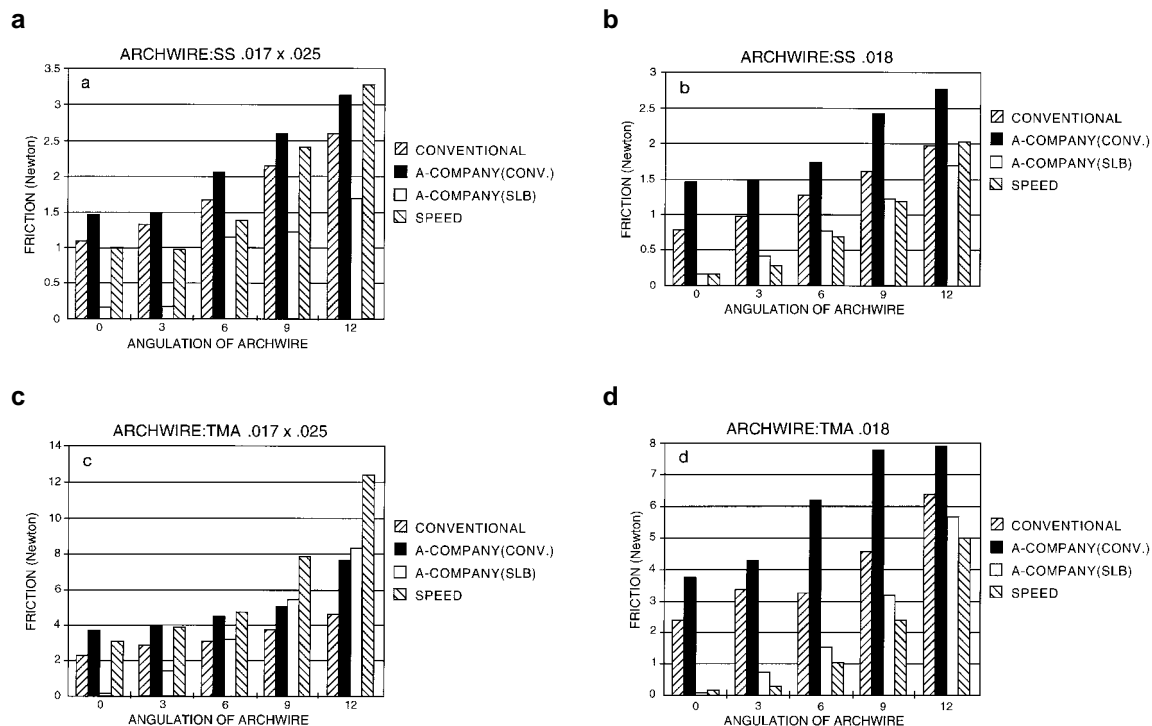 a
ARCHWIRE:SS .017 x .025
a
3.5
3
2.5
2
1.5
1
0.5
0
FRICTION (Newton)
0 3 6 9 12
ANGULATION OF ARCHWIRE
CONVENTIONAL
A-COMPANY(CONV.)
A-COMPANY(SLB)
SPEED
b
ARCHWIRE:SS .018
b
3
2.5
2
1.5
1
0.5
0
FRICTION (Newton)
0 3 6 9 12
ANGULATION OF ARCHWIRE
CONVENTIONAL
A-COMPANY(CONV.)
A-COMPANY(SLB)
SPEED
c
ARCHWIRE:TMA .017 x .025
c
14
12
10
8
6
4
2
0
FRICTION (Newton)
0 3 6 9 12
ANGULATION OF ARCHWIRE
CONVENTIONAL
A-COMPANY(CONV.)
A-COMPANY(SLB)
SPEED
d
ARCHWIRE:TMA .018
d
8
7
6
5
4
3
2
1
0
FRICTION (Newton)
0 3 6 9 12
ANGULATION OF ARCHWIRE
CONVENTIONAL
A-COMPANY(CONV.)
A-COMPANY(SLB)
SPEED